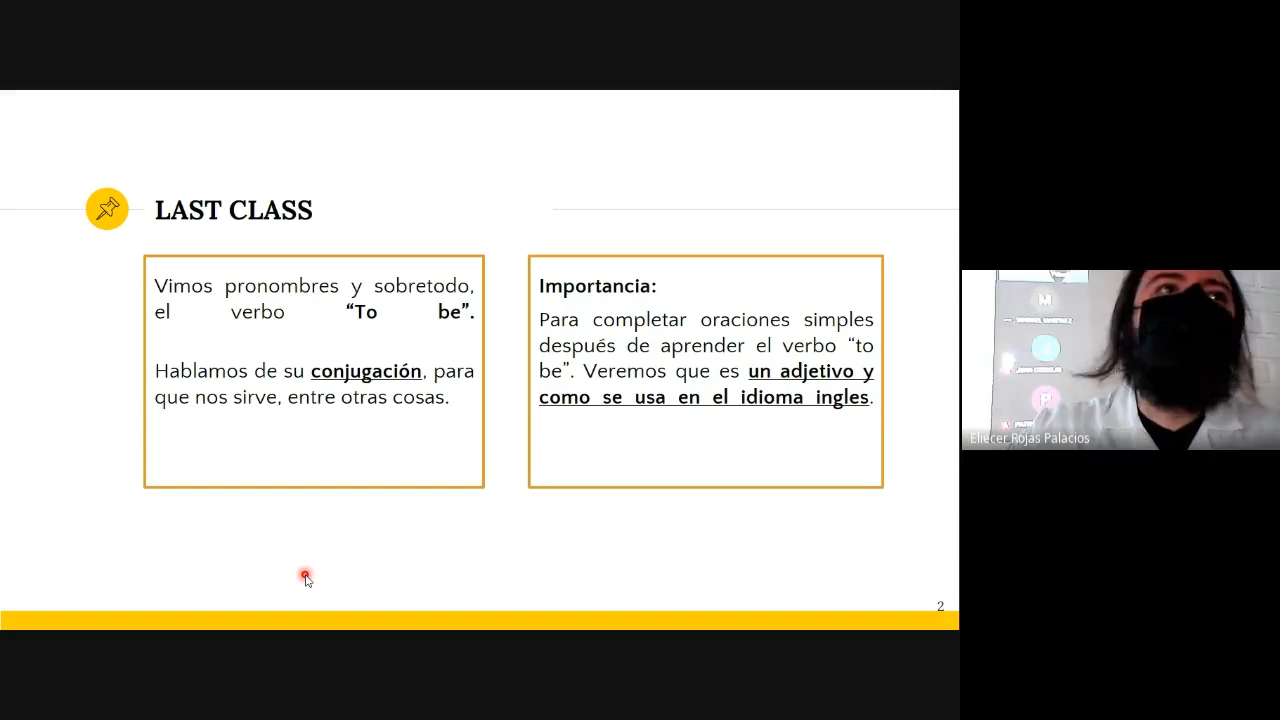 LAST CLASS
Vimos pronombres y sobretodo,
el verbo “To be”.
Hablamos de su conjugación, para
que nos sirve, entre otras cosas.
Importancia:
Para completar oraciones simples
después de aprender el verbo “to
be”. Veremos que es un adjetivo y
como se usa en el idioma ingles.
2
M
P
Eliecer Rojas Palacios